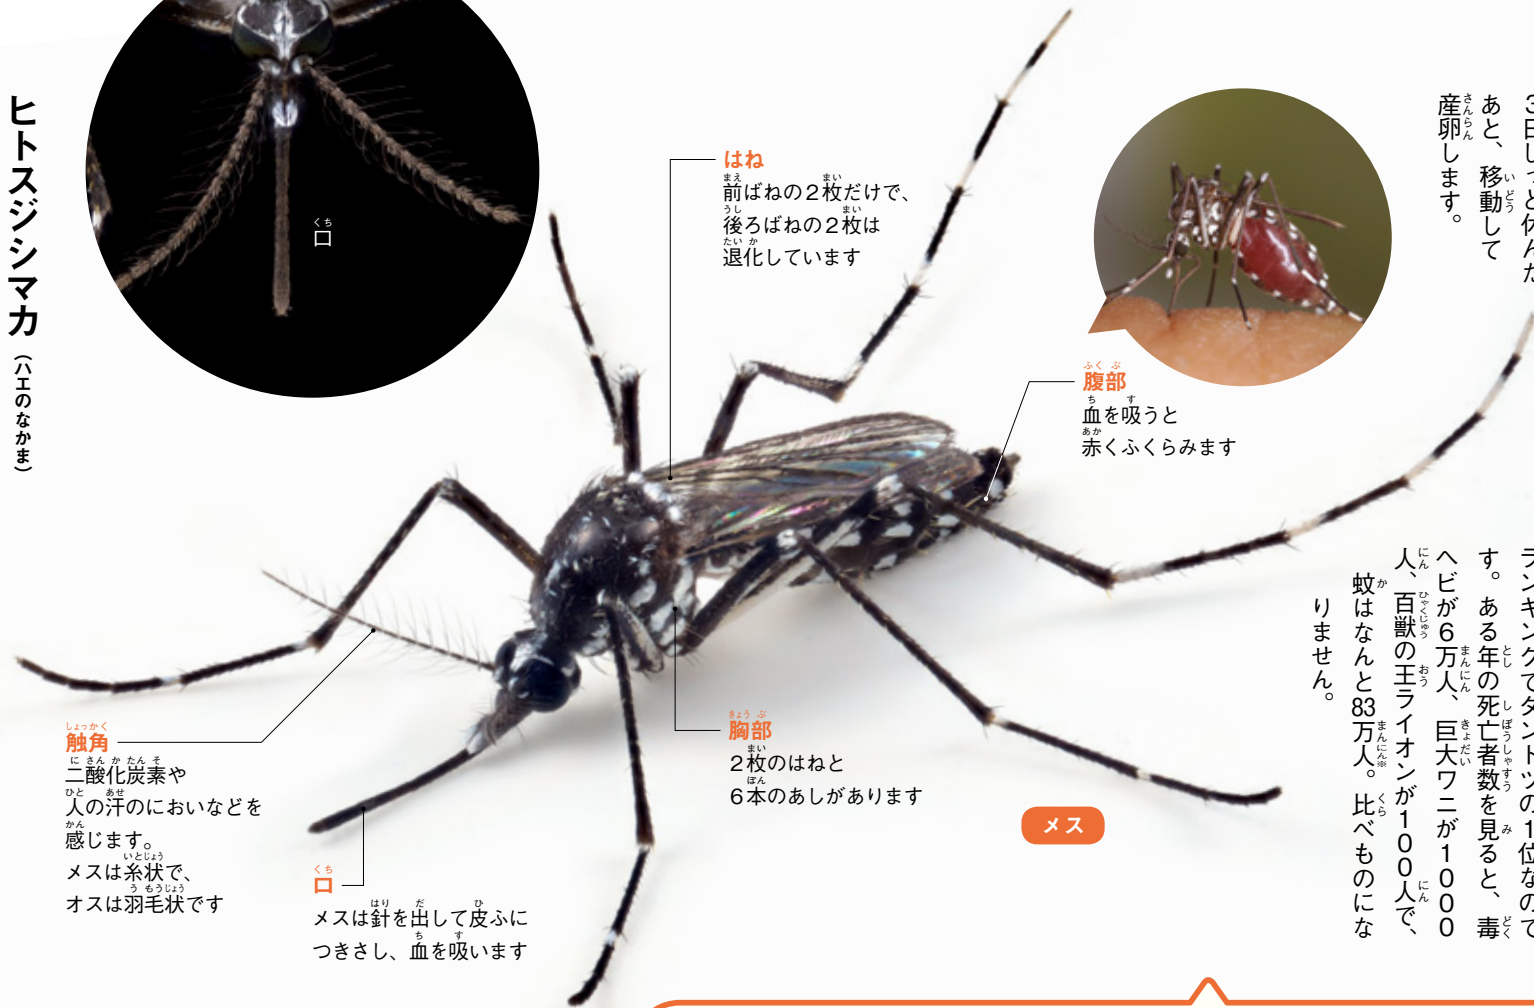 3日じっと休んだ
あと、移動して
産卵します。
ランキングでダントツの1位なので
す。ある年の死亡者数を見ると、毒
ヘビが6万人、巨大ワニが1000
人、百獣の王ライオンが100人で、
蚊はなんと83万人※。比べものにな
りません。
ヒトスジシマカ（ハエのなかま）
口
はね
前ばねの2枚だけで、
後ろばねの2枚は
退化しています
腹部
血を吸うと
赤くふくらみます
触角
二酸化炭素や
人の汗のにおいなどを
感じます。
メスは糸状で、
オスは羽毛状です
口
メスは針を出して皮ふに
つきさし、血を吸います
胸部
2枚のはねと
6本のあしがあります
メス